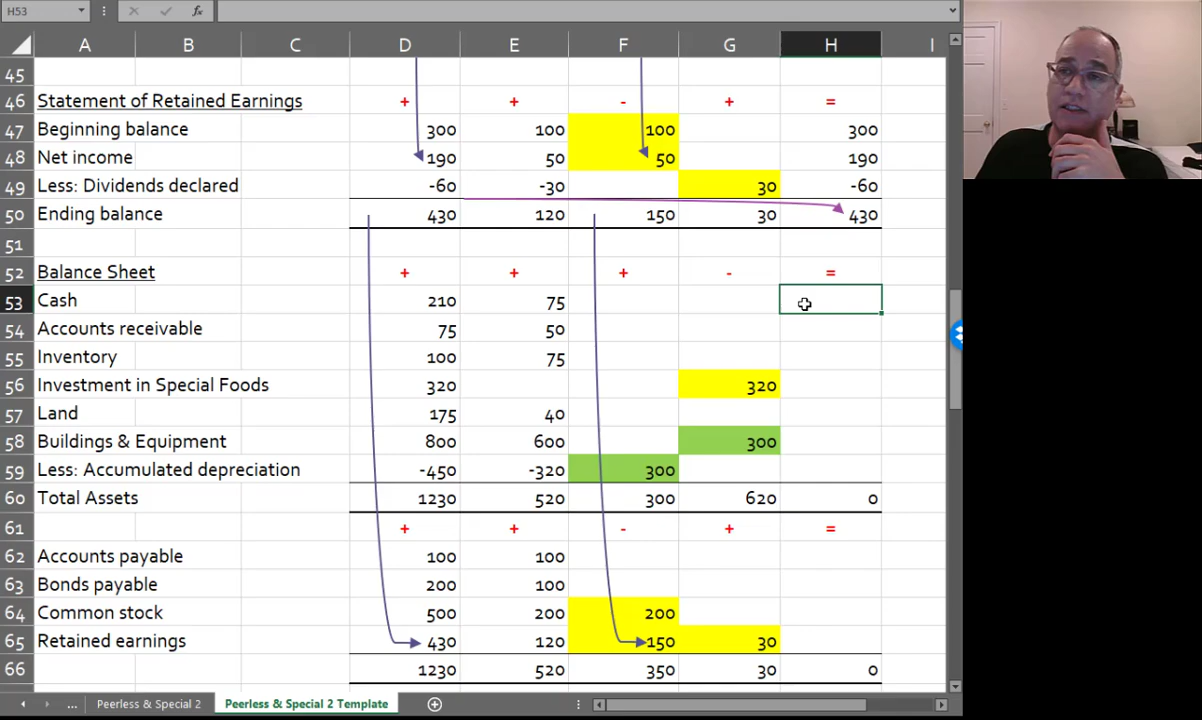 H53
fx
A B C D E F G H I
45
46 Statement of Retained Earnings + + - + =
47 Beginning balance 300 100 100 300
48 Net income 190 50 50 190
49 Less: Dividends declared -60 -30 30 -60
50 Ending balance 430 120 150 30 430
51
52 Balance Sheet + + + - =
53 Cash 210 75
54 Accounts receivable 75 50
55 Inventory 100 75
56 Investment in Special Foods 320 320
57 Land 175 40
58 Buildings & Equipment 800 600 300
59 Less: Accumulated depreciation -450 -320 300
60 Total Assets 1230 520 300 620 0
61 + + - + =
62 Accounts payable 100 100
63 Bonds payable 200 100
64 Common stock 500 200 200
65 Retained earnings 430 120 150 30
66 1230 520 350 30 0
... Peerless & Special 2 Peerless & Special 2 Template